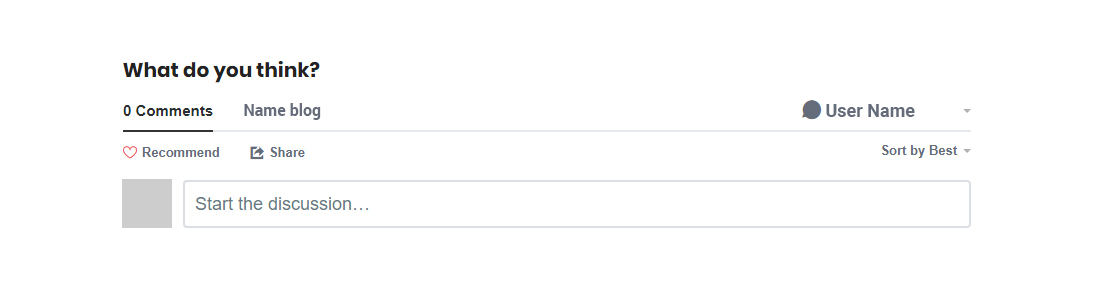 What do you think?
0 Comments Name blog User Name
Recommend Share Sort by Best
Start the discussion…